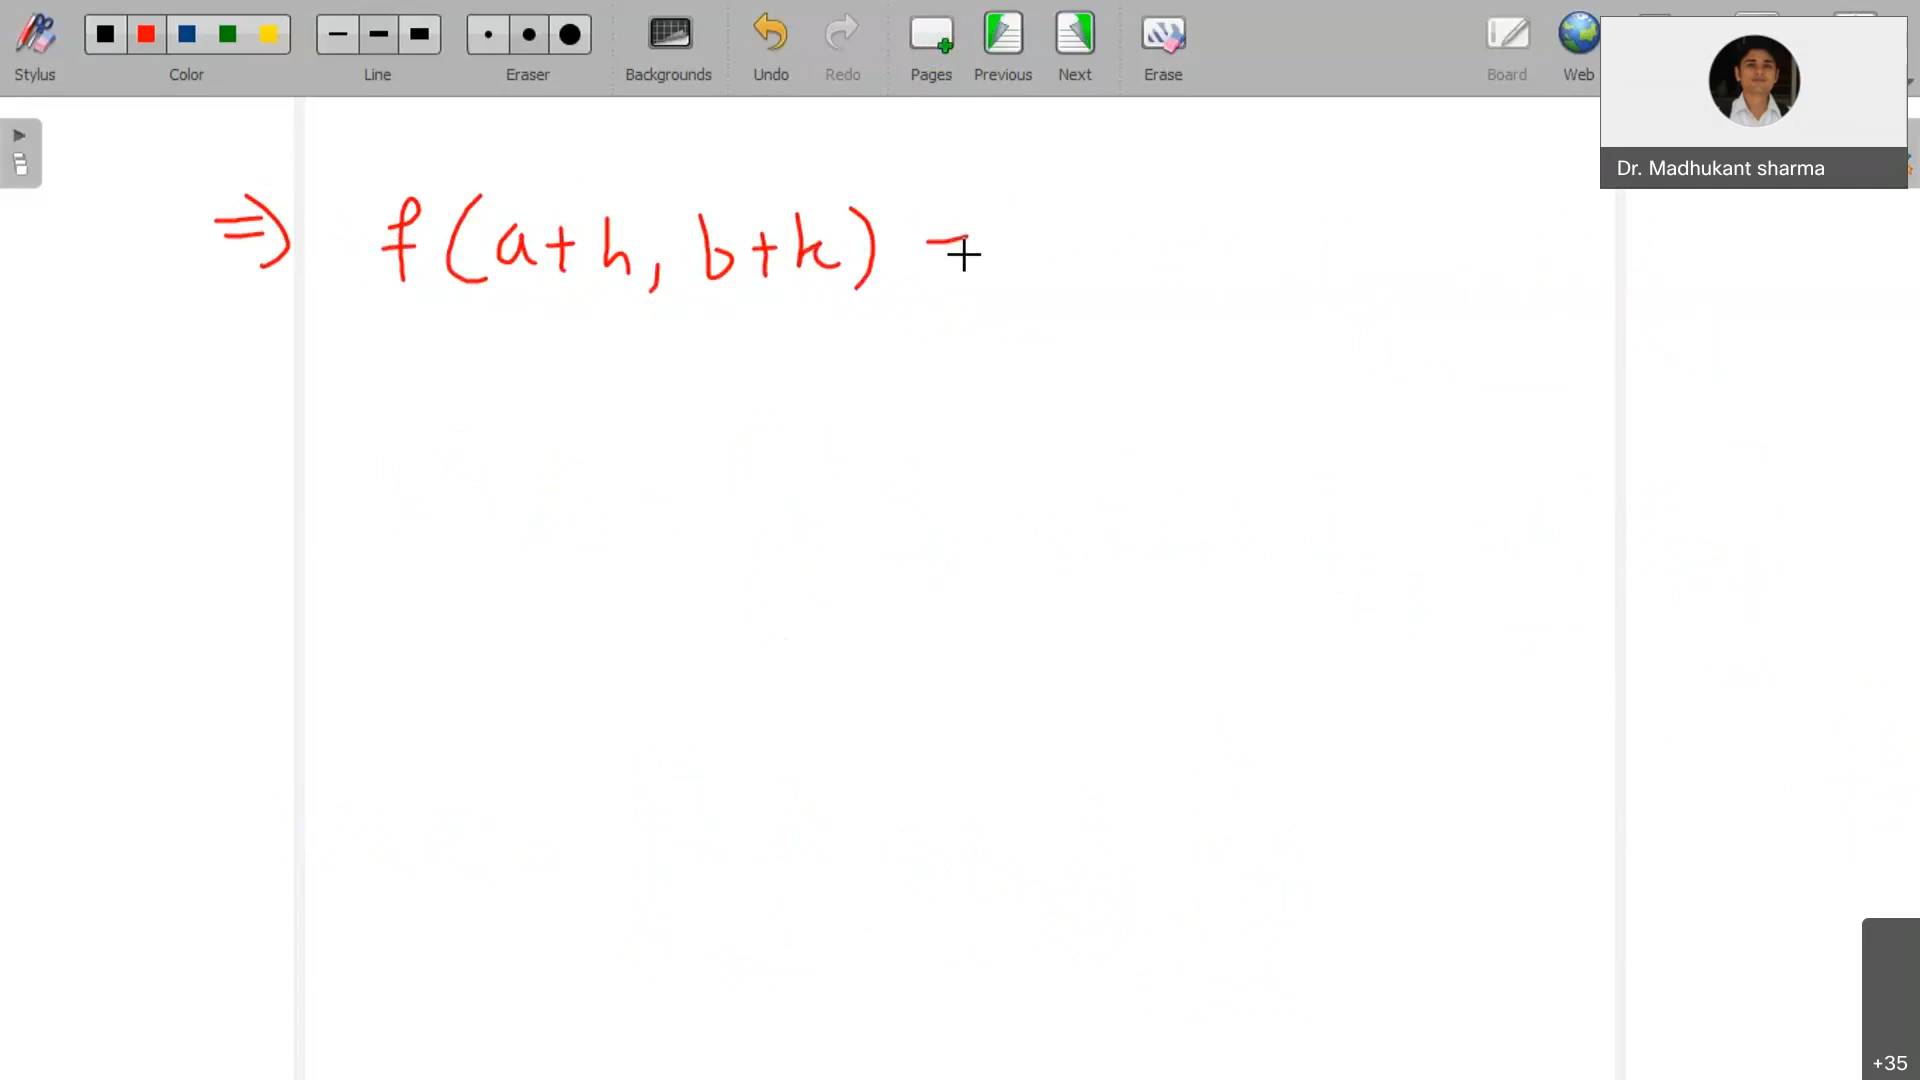 Stylus Color Line Eraser Backgrounds Undo Redo Pages Previous Next Erase Board Web
Dr. Madhukant sharma
⇒ f(a+h, b+k) =
+35